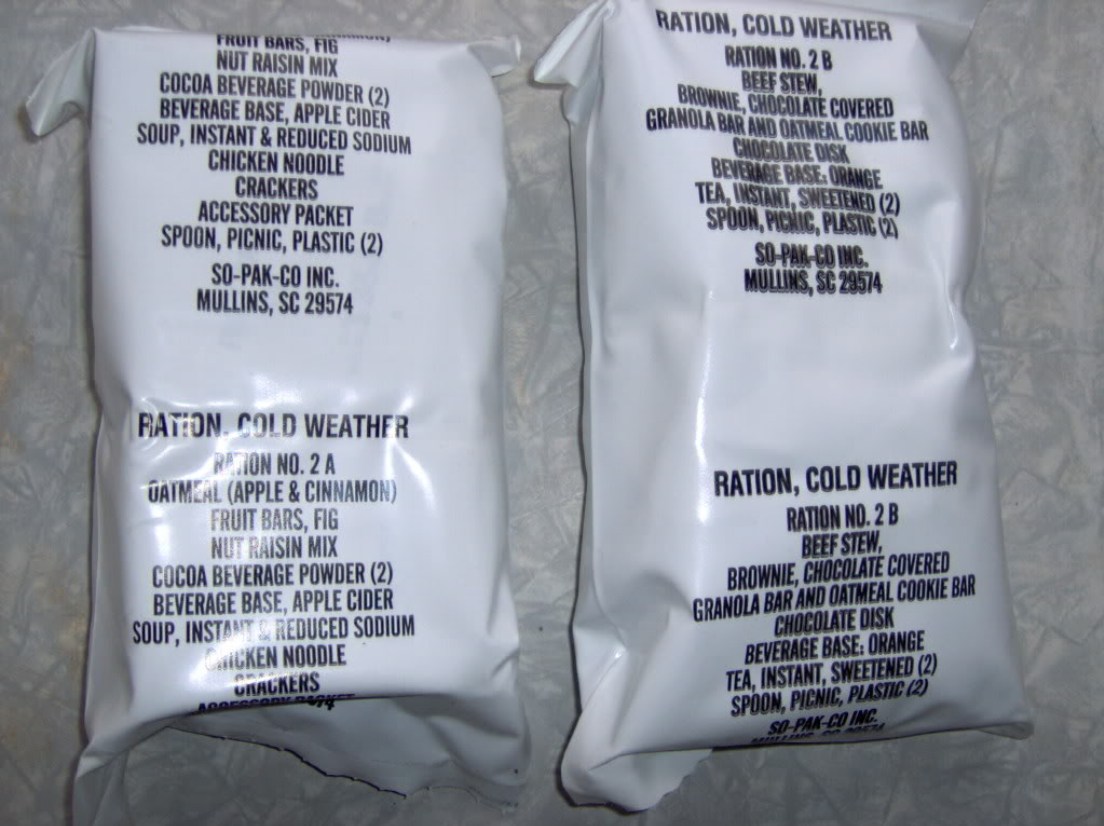 FRUIT BARS, FIG
NUT RAISIN MIX
COCOA BEVERAGE POWDER (2)
BEVERAGE BASE, APPLE CIDER
SOUP, INSTANT & REDUCED SODIUM
CHICKEN NOODLE
CRACKERS
ACCESSORY PACKET
SPOON, PICNIC, PLASTIC (2)
SO-PAK-CO INC.
MULLINS, SC 29574
RATION, COLD WEATHER
RATION NO. 2 A
OATMEAL (APPLE & CINNAMON)
FRUIT BARS, FIG
NUT RAISIN MIX
COCOA BEVERAGE POWDER (2)
BEVERAGE BASE, APPLE CIDER
SOUP, INSTANT & REDUCED SODIUM
CHICKEN NOODLE
CRACKERS
ACCESSORY PACKET
RATION, COLD WEATHER
RATION NO. 2 B
BEEF STEW,
BROWNIE, CHOCOLATE COVERED
GRANOLA BAR AND OATMEAL COOKIE BAR
CHOCOLATE DISK
BEVERAGE BASE: ORANGE
TEA, INSTANT, SWEETENED (2)
SPOON, PICNIC, PLASTIC (2)
SO-PAK-CO INC.
MULLINS, SC 29574
RATION, COLD WEATHER
RATION NO. 2 B
BEEF STEW,
BROWNIE, CHOCOLATE COVERED
GRANOLA BAR AND OATMEAL COOKIE BAR
CHOCOLATE DISK
BEVERAGE BASE: ORANGE
TEA, INSTANT, SWEETENED (2)
SPOON, PICNIC, PLASTIC (2)
SO-PAK-CO INC.
MULLINS, SC 29574